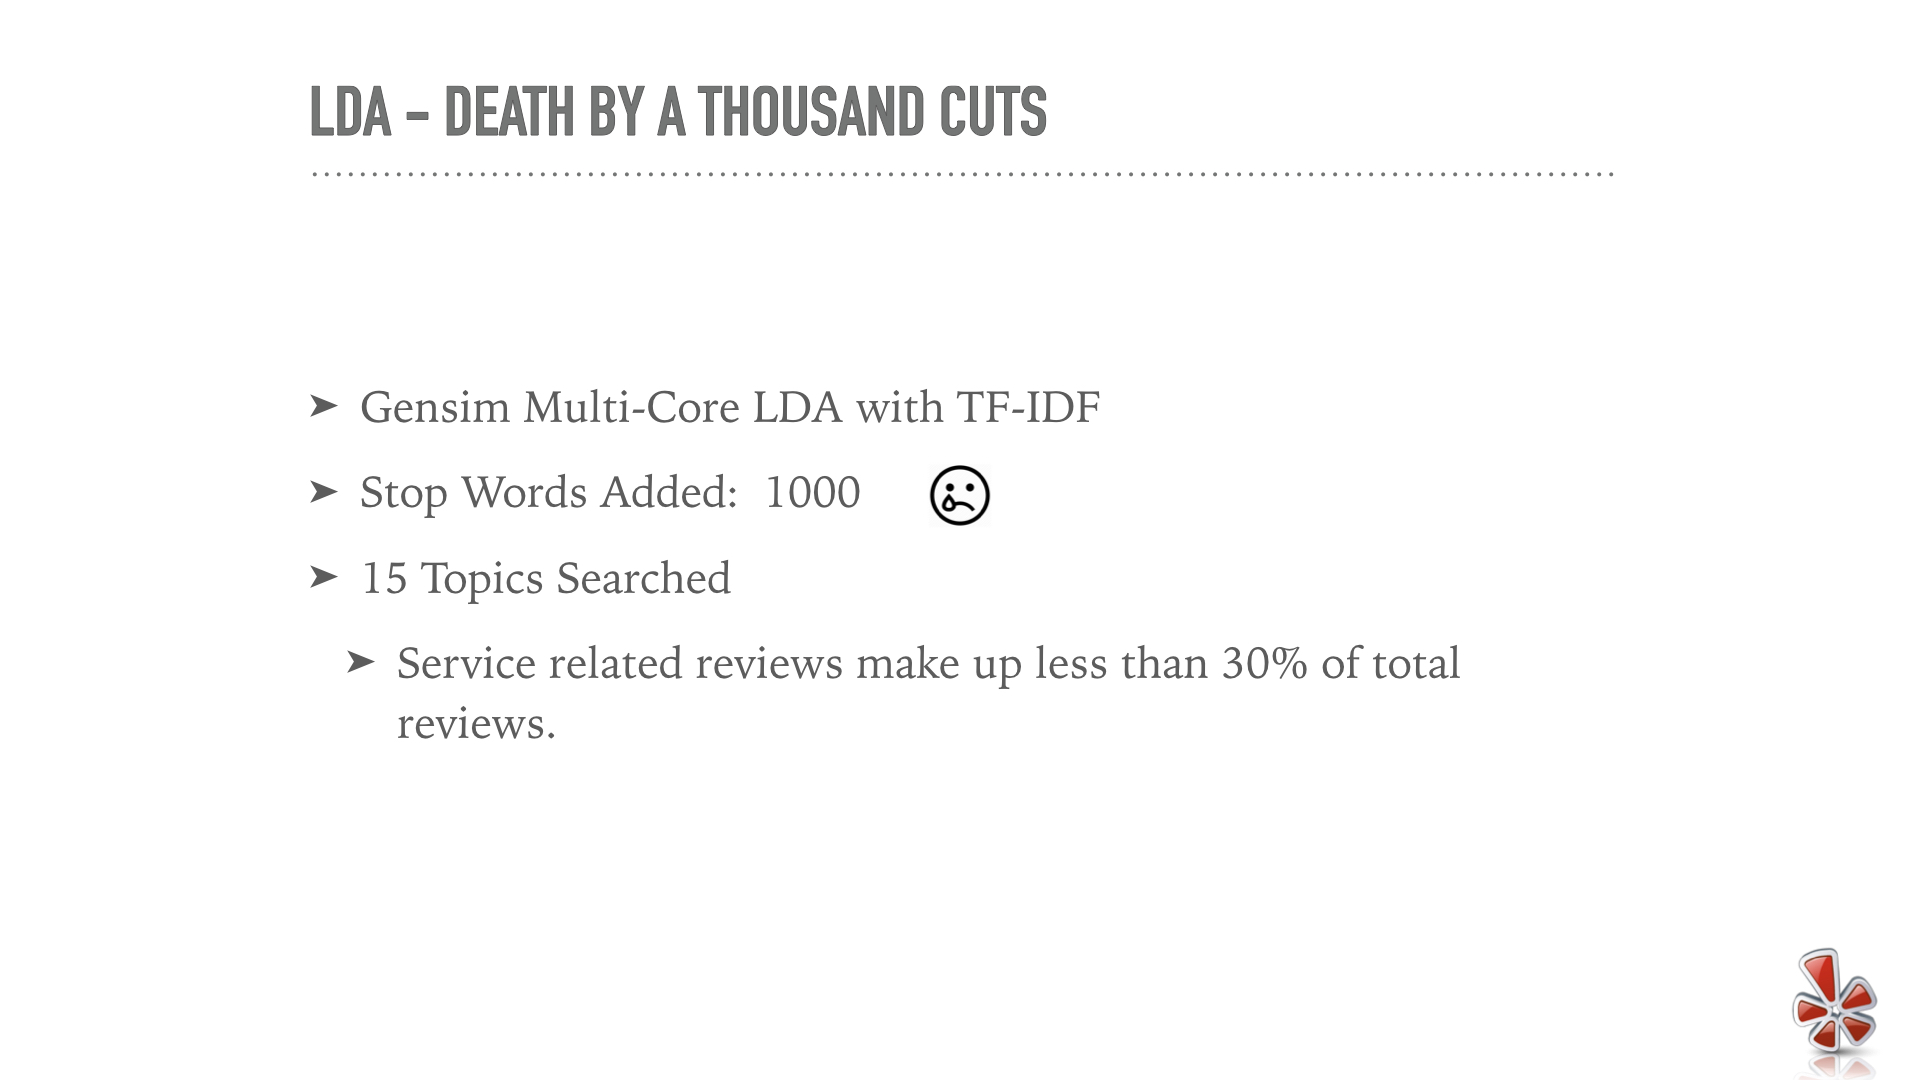 LDA – DEATH BY A THOUSAND CUTS
➤ Gensim Multi-Core LDA with TF-IDF
➤ Stop Words Added: 1000
➤ 15 Topics Searched
➤ Service related reviews make up less than 30% of total
reviews.